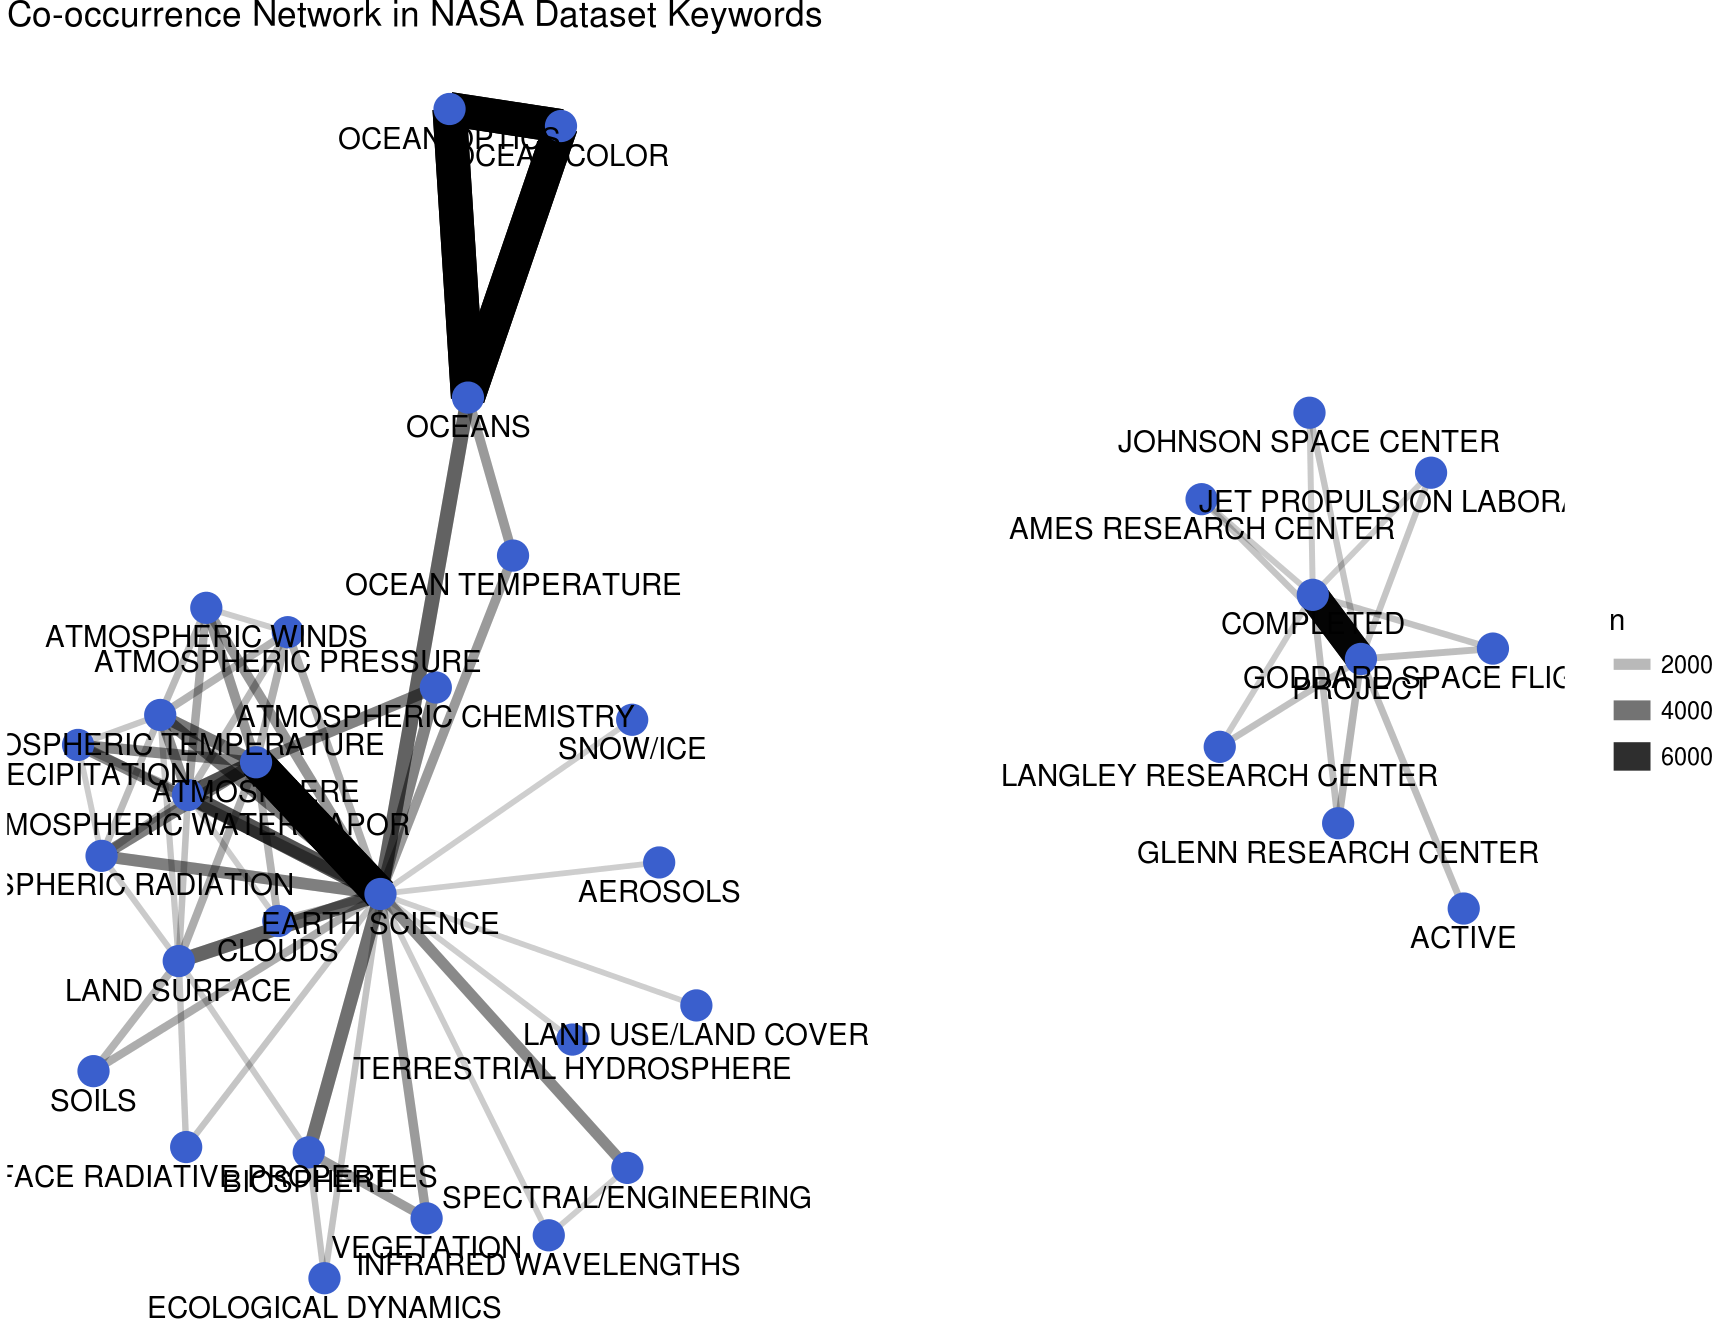 Co-occurrence Network in NASA Dataset Keywords
OCEAN OPTICS
OCEAN COLOR
OCEANS
JOHNSON SPACE CENTER
JET PROPULSION LABORA
AMES RESEARCH CENTER
OCEAN TEMPERATURE
COMPLETED
n
ATMOSPHERIC WINDS
ATMOSPHERIC PRESSURE
2000
GODDARD SPACE FLIG
PROJECT
4000
ATMOSPHERIC CHEMISTRY
SNOW/ICE
OSPHERIC TEMPERATURE
6000
ECIPITATION
LANGLEY RESEARCH CENTER
ATMOSPHERE
MOSPHERIC WATER VAPOR
GLENN RESEARCH CENTER
SPHERIC RADIATION
AEROSOLS
EARTH SCIENCE
ACTIVE
CLOUDS
LAND SURFACE
LAND USE/LAND COVER
TERRESTRIAL HYDROSPHERE
SOILS
FACE RADIATIVE PROPERTIES
BIOSPHERE
SPECTRAL/ENGINEERING
VEGETATION
INFRARED WAVELENGTHS
ECOLOGICAL DYNAMICS